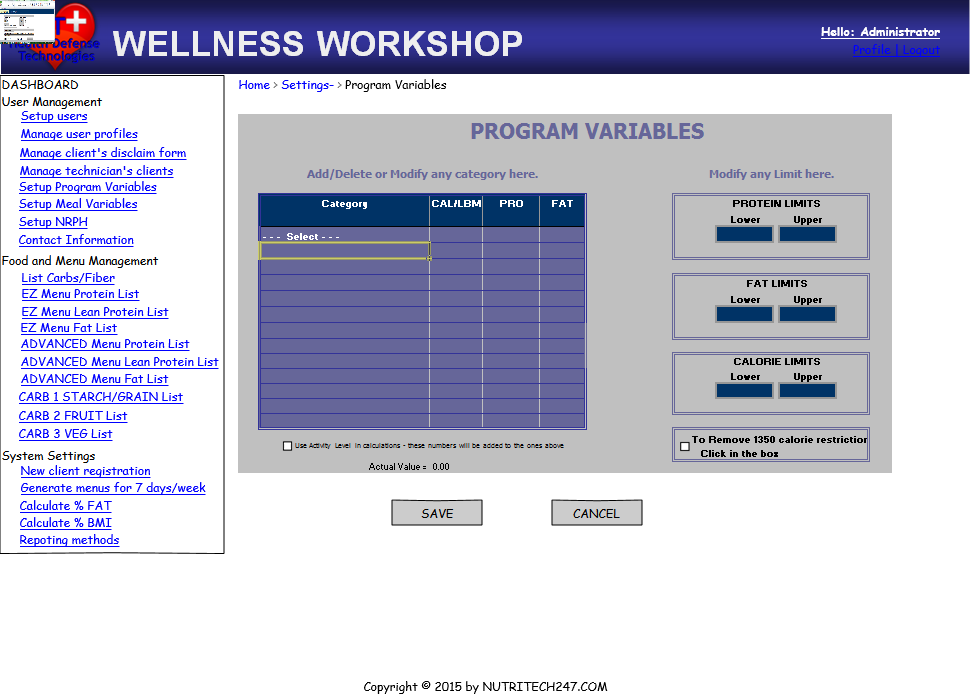 Health Defense
Technologies
WELLNESS WORKSHOP
Hello: Administrator
Profile | Logout
DASHBOARD
User Management
Setup users
Manage user profiles
Manage client's disclaim form
Manage technician's clients
Setup Program Variables
Setup Meal Variables
Setup NRPH
Contact Information
Food and Menu Management
List Carbs/Fiber
EZ Menu Protein List
EZ Menu Lean Protein List
EZ Menu Fat List
ADVANCED Menu Protein List
ADVANCED Menu Lean Protein List
ADVANCED Menu Fat List
CARB 1 STARCH/GRAIN List
CARB 2 FRUIT List
CARB 3 VEG List
System Settings
New client registration
Generate menus for 7 days/week
Calculate % FAT
Calculate % BMI
Repoting methods
Home > Settings- > Program Variables
PROGRAM VARIABLES
Add/Delete or Modify any category here.
Category CAL/LBM PRO FAT
- - - Select - - -
Use Activity Level in calculations - these numbers will be added to the ones above
Actual Value = 0.00
Modify any Limit here.
PROTEIN LIMITS
Lower Upper
FAT LIMITS
Lower Upper
CALORIE LIMITS
Lower Upper
To Remove 1350 calorie restriction
Click in the box
SAVE CANCEL
Copyright © 2015 by NUTRITECH247.COM